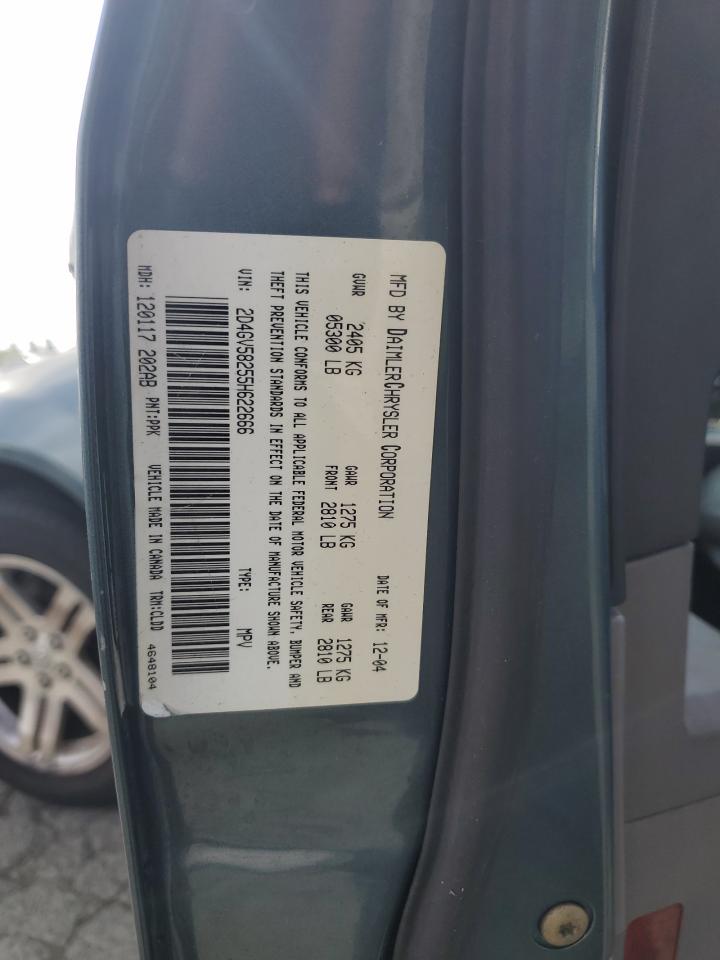 MFD BY DAIMLERCHRYSLER CORPORATION
DATE OF MFR: 12-04
GVWR 2405 KG 05300 LB
GAWR FRONT 1275 KG 2810 LB
GAWR REAR 1275 KG 2810 LB
THIS VEHICLE CONFORMS TO ALL APPLICABLE FEDERAL MOTOR VEHICLE SAFETY, BUMPER AND
THEFT PREVENTION STANDARDS IN EFFECT ON THE DATE OF MANUFACTURE SHOWN ABOVE.
VIN: 2D4GV58255H622666 TYPE: MPV
MDH: 120117 202AB PNT:PPK VEHICLE MADE IN CANADA TRM:CLDD
4648104